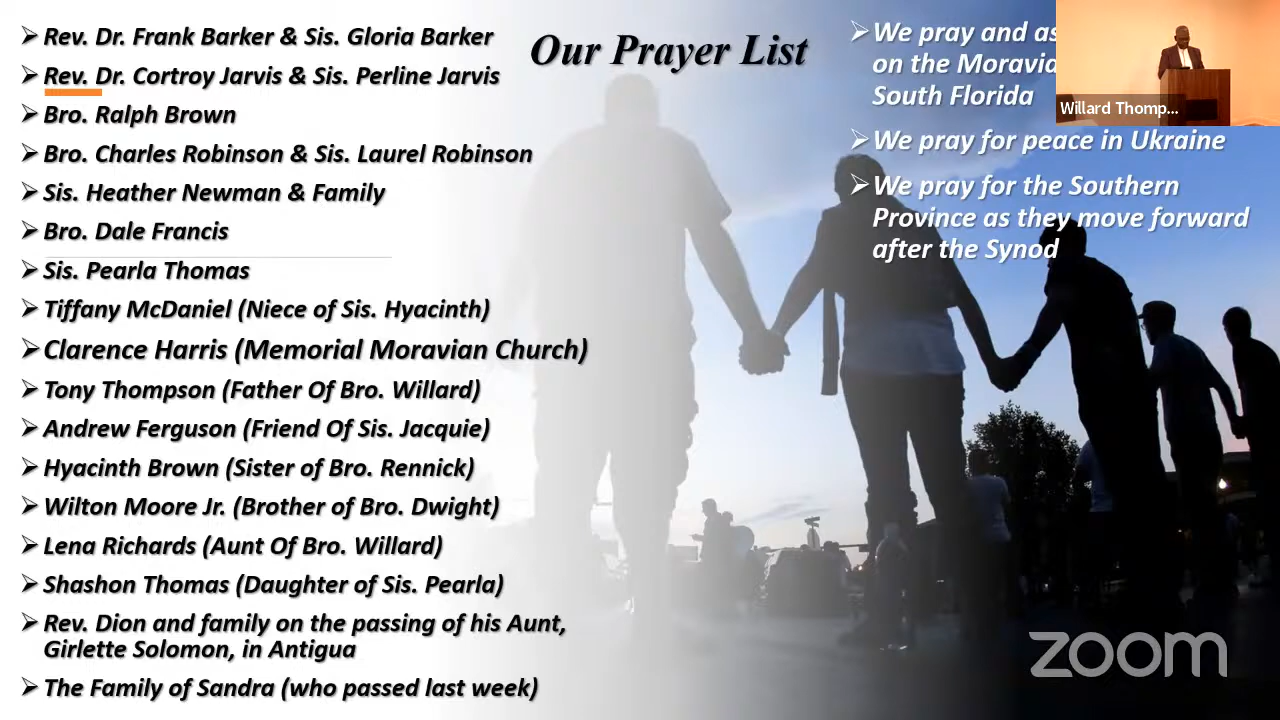 Our Prayer List
➢ Rev. Dr. Frank Barker & Sis. Gloria Barker
➢ Rev. Dr. Cortroy Jarvis & Sis. Perline Jarvis
➢ Bro. Ralph Brown
➢ Bro. Charles Robinson & Sis. Laurel Robinson
➢ Sis. Heather Newman & Family
➢ Bro. Dale Francis
➢ Sis. Pearla Thomas
➢ Tiffany McDaniel (Niece of Sis. Hyacinth)
➢ Clarence Harris (Memorial Moravian Church)
➢ Tony Thompson (Father Of Bro. Willard)
➢ Andrew Ferguson (Friend Of Sis. Jacquie)
➢ Hyacinth Brown (Sister of Bro. Rennick)
➢ Wilton Moore Jr. (Brother of Bro. Dwight)
➢ Lena Richards (Aunt Of Bro. Willard)
➢ Shashon Thomas (Daughter of Sis. Pearla)
➢ Rev. Dion and family on the passing of his Aunt,
Girlette Solomon, in Antigua
➢ The Family of Sandra (who passed last week)
➢ We pray and
on the
South Florida
➢ We pray for peace in Ukraine
➢ We pray for the Southern
Province as they move forward
after the Synod
Willard Thomp...
zoom